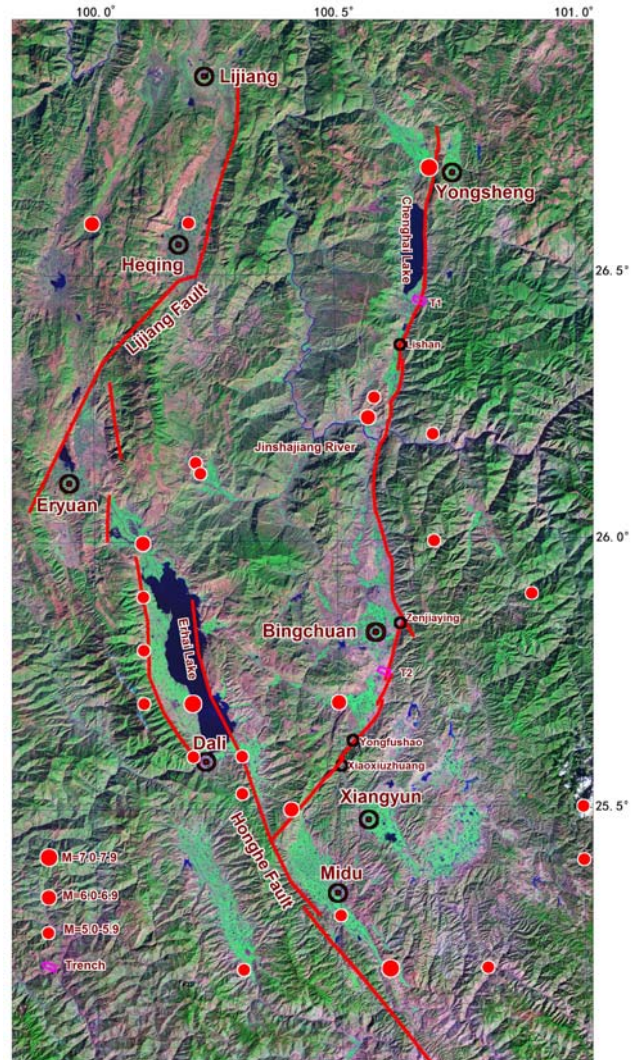 100.0°
100.5°
101.0°
Lijiang
Yongsheng
Chenghai Lake
Heqing
26.5°
T1
Lijiang Fault
Lishan
Jinshajiang River
Eryuan
26.0°
Zenjiaying
Bingchuan
Erhai Lake
T2
Yongfushao
Dali
Xiaoxiuzhuang
Xiangyun
25.5°
Honghe Fault
Midu
M=7.0-7.9
M=6.0-6.9
M=5.0-5.9
Trench